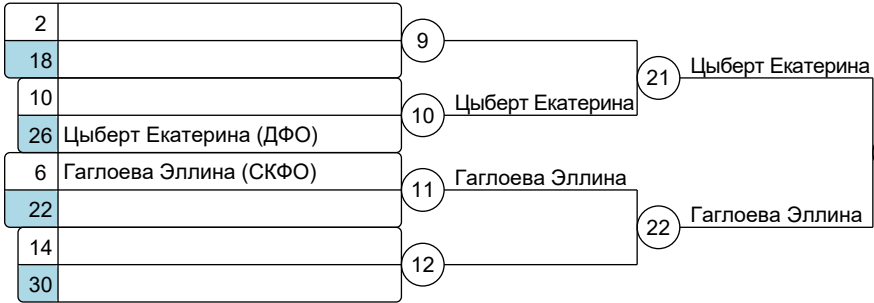 2
18
9
10
26 Цыберт Екатерина (ДФО)
10 Цыберт Екатерина
21 Цыберт Екатерина
6 Гаглоева Эллина (СКФО)
22
11 Гаглоева Эллина
14
30
12
22 Гаглоева Эллина